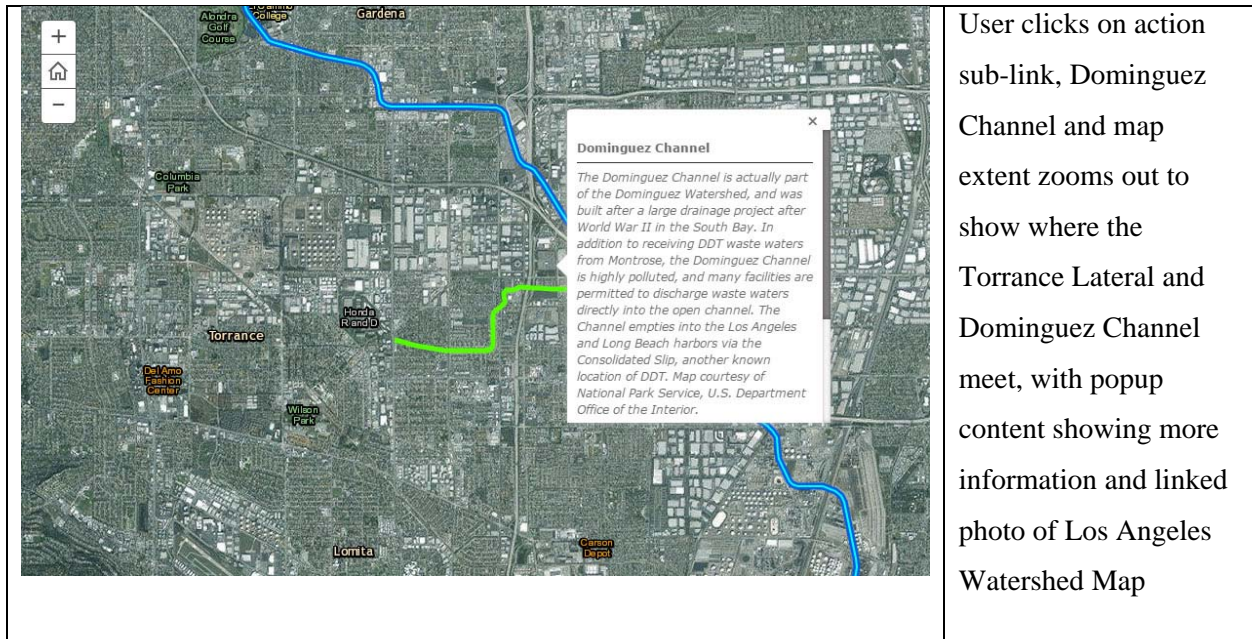 El Camino
College
Alondra
Golf
Course
Gardena
+
−
Columbia
Park
Honda
R and D
Torrance
Del Amo
Fashion
Center
Wilson
Park
Lomita
Carson
Depot
×
Dominguez Channel
The Dominguez Channel is actually part
of the Dominguez Watershed, and was
built after a large drainage project after
World War II in the South Bay. In
addition to receiving DDT waste waters
from Montrose, the Dominguez Channel
is highly polluted, and many facilities are
permitted to discharge waste waters
directly into the open channel. The
Channel empties into the Los Angeles
and Long Beach harbors via the
Consolidated Slip, another known
location of DDT. Map courtesy of
National Park Service, U.S. Department
Office of the Interior.
User clicks on action
sub-link, Dominguez
Channel and map
extent zooms out to
show where the
Torrance Lateral and
Dominguez Channel
meet, with popup
content showing more
information and linked
photo of Los Angeles
Watershed Map